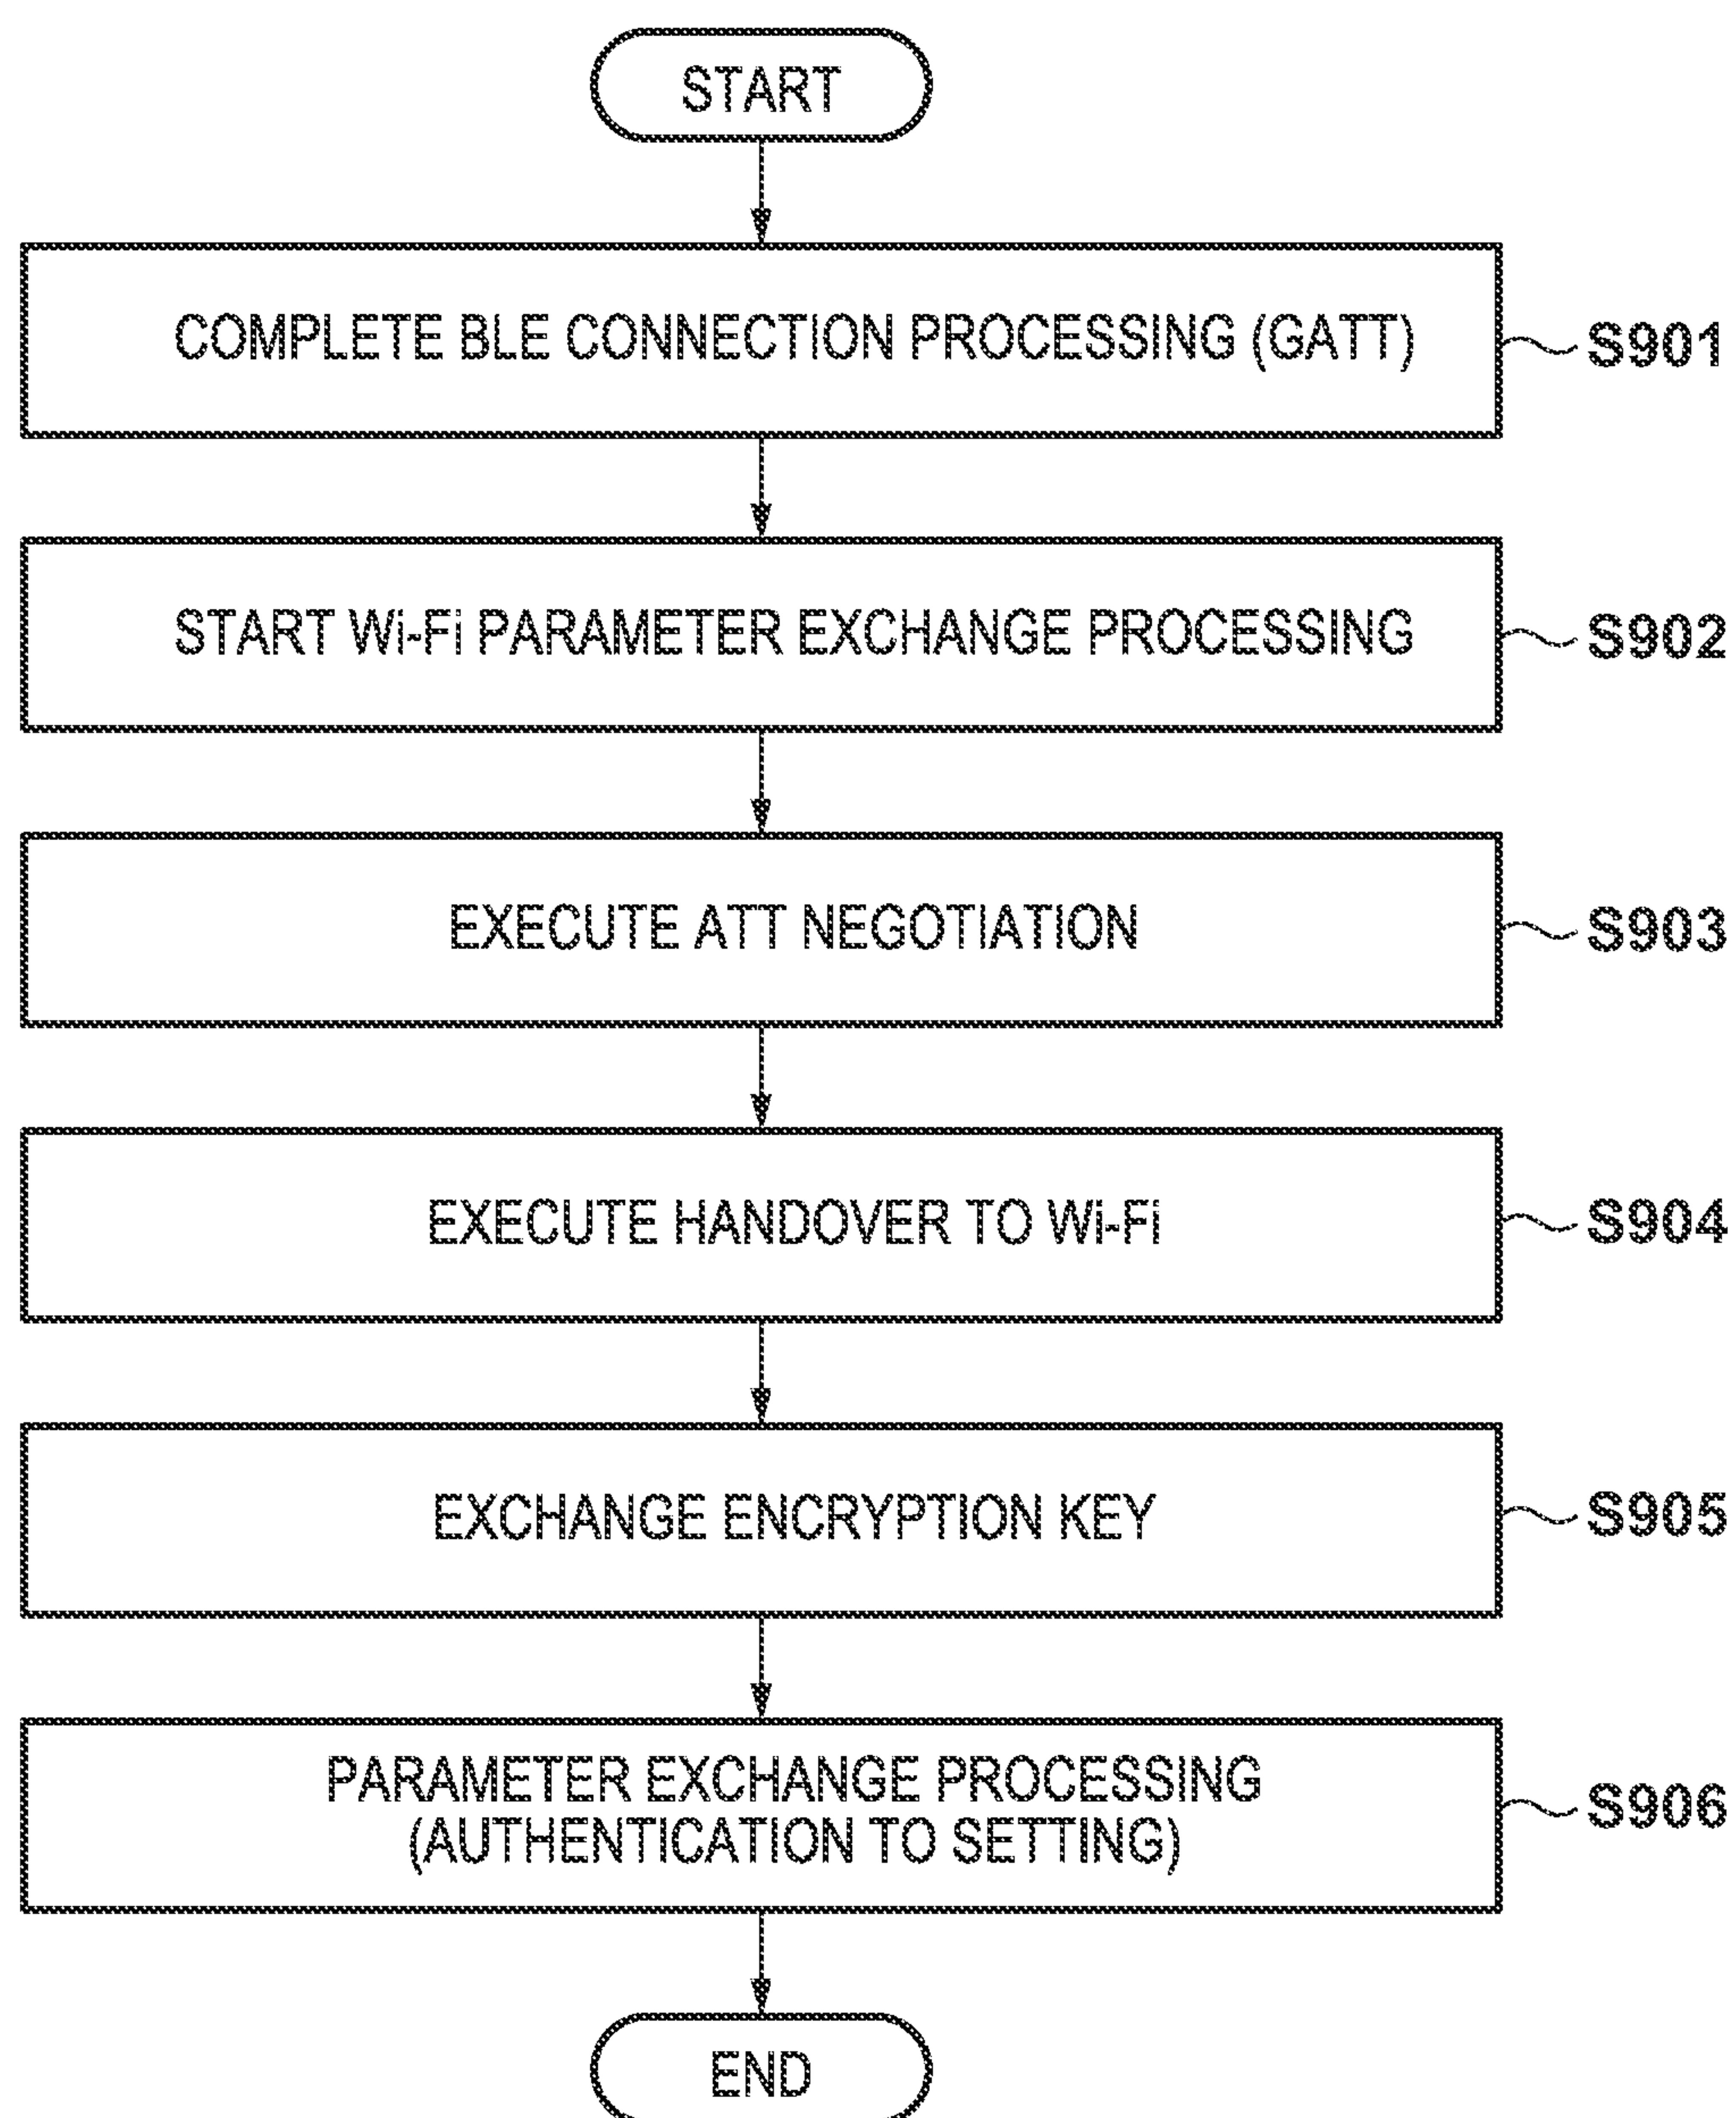 START
COMPLETE BLE CONNECTION PROCESSING (GATT)
S901
START Wi-Fi PARAMETER EXCHANGE PROCESSING
S902
EXECUTE ATT NEGOTIATION
S903
EXECUTE HANDOVER TO Wi-Fi
S904
EXCHANGE ENCRYPTION KEY
S905
PARAMETER EXCHANGE PROCESSING
(AUTHENTICATION TO SETTING)
S906
END